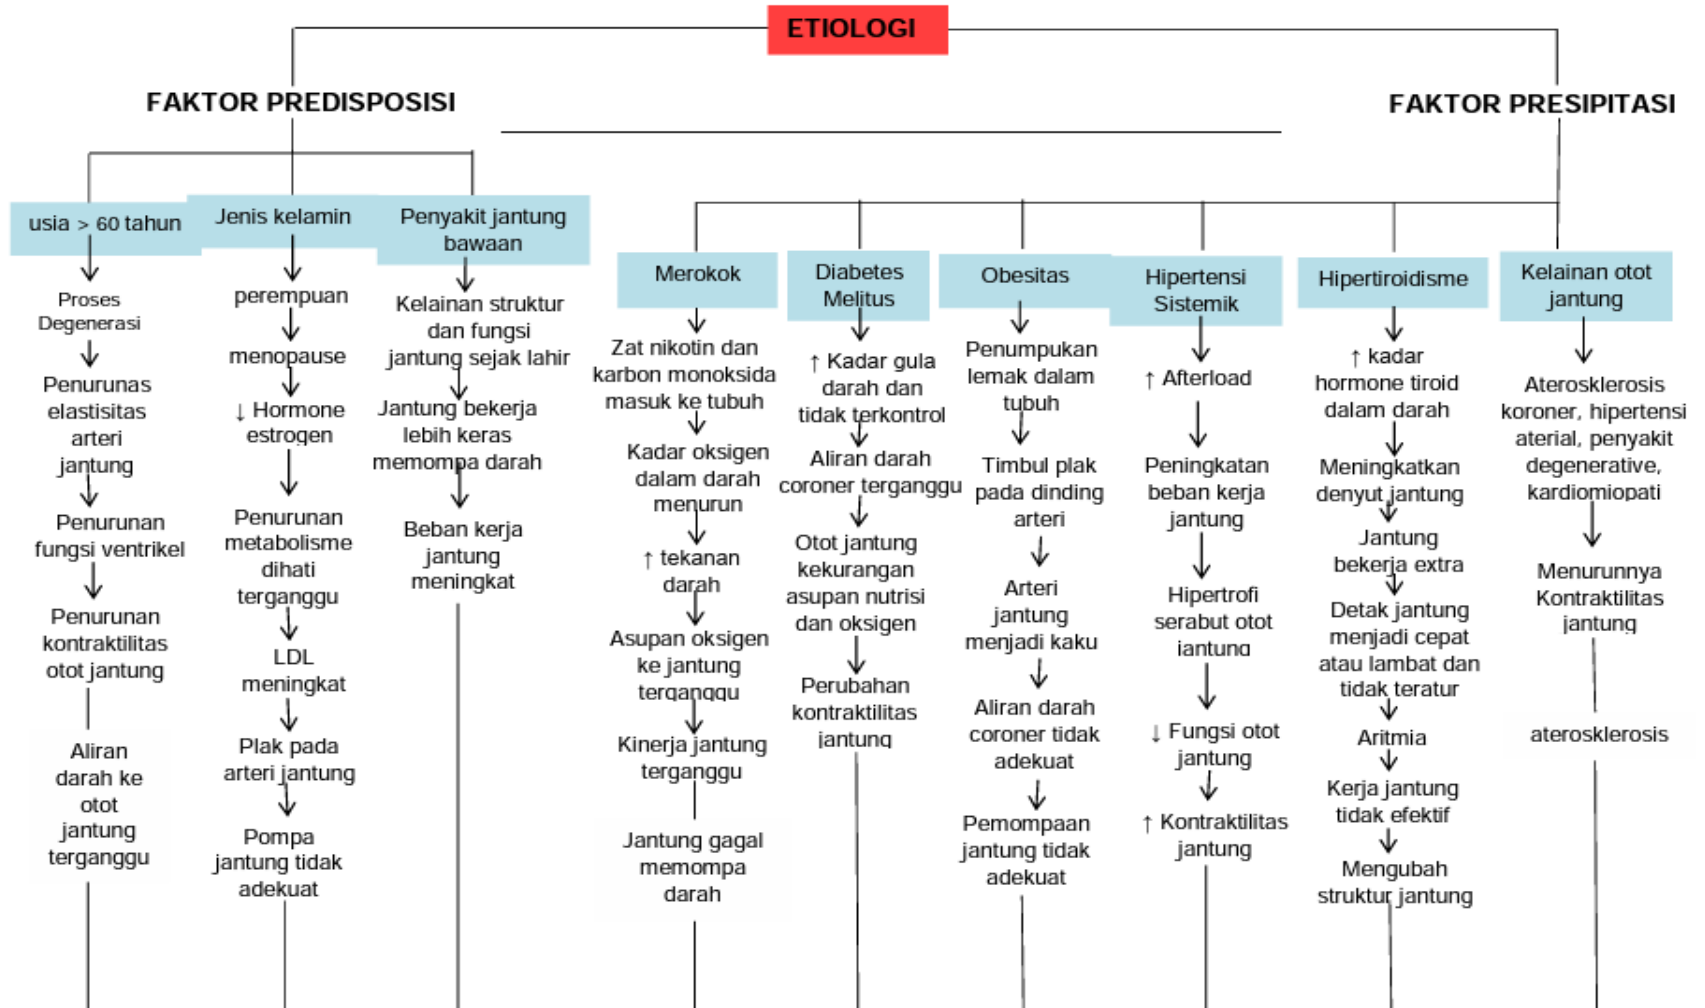 ETIOLOGI
FAKTOR PREDISPOSISI
FAKTOR PRESIPITASI
usia > 60 tahun
Proses
Degenerasi
Penurunas
elastisitas
arteri
jantung
Penurunan
fungsi ventrikel
Penurunan
kontraktilitas
otot jantung
Aliran
darah ke
otot
jantung
terganggu
Jenis kelamin
perempuan
menopause
↓ Hormone
estrogen
Penurunan
metabolisme
dihati
terganggu
LDL
meningkat
Plak pada
arteri jantung
Pompa
jantung tidak
adekuat
Penyakit jantung
bawaan
Kelainan struktur
dan fungsi
jantung sejak lahir
Jantung bekerja
lebih keras
memompa darah
Beban kerja
jantung
meningkat
Merokok
Zat nikotin dan
karbon monoksida
masuk ke tubuh
Kadar oksigen
dalam darah
menurun
↑ tekanan
darah
Asupan oksigen
ke jantung
terganggu
Kinerja jantung
terganggu
Jantung gagal
memompa
darah
Diabetes
Melitus
↑ Kadar gula
darah dan
tidak terkontrol
Aliran darah
coroner terganggu
Otot jantung
kekurangan
asupan nutrisi
dan oksigen
Perubahan
kontraktilitas
jantung
Obesitas
Penumpukan
lemak dalam
tubuh
Timbul plak
pada dinding
arteri
Arteri
jantung
menjadi kaku
Aliran darah
coroner tidak
adekuat
Pemompaan
jantung tidak
adekuat
Hipertensi
Sistemik
↑ Afterload
Peningkatan
beban kerja
jantung
Hipertrofi
serabut otot
jantung
↓ Fungsi otot
jantung
↑ Kontraktilitas
jantung
Hipertiroidisme
↑ kadar
hormone tiroid
dalam darah
Meningkatkan
denyut jantung
Jantung
bekerja extra
Detak jantung
menjadi cepat
atau lambat dan
tidak teratur
Aritmia
Kerja jantung
tidak efektif
Mengubah
struktur jantung
Kelainan otot
jantung
Aterosklerosis
koroner, hipertensi
aterial, penyakit
degenerative,
kardiomiopati
Menurunnya
Kontraktilitas
jantung
aterosklerosis